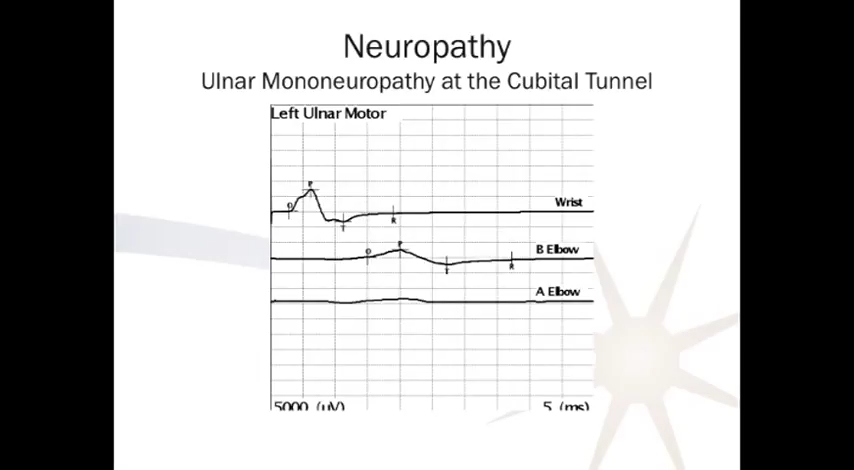 Neuropathy
Ulnar Mononeuropathy at the Cubital Tunnel
Left Ulnar Motor
P
O
Wrist
T
R
P
O
B Elbow
T
R
A Elbow
5000 (uV)
5 (ms)